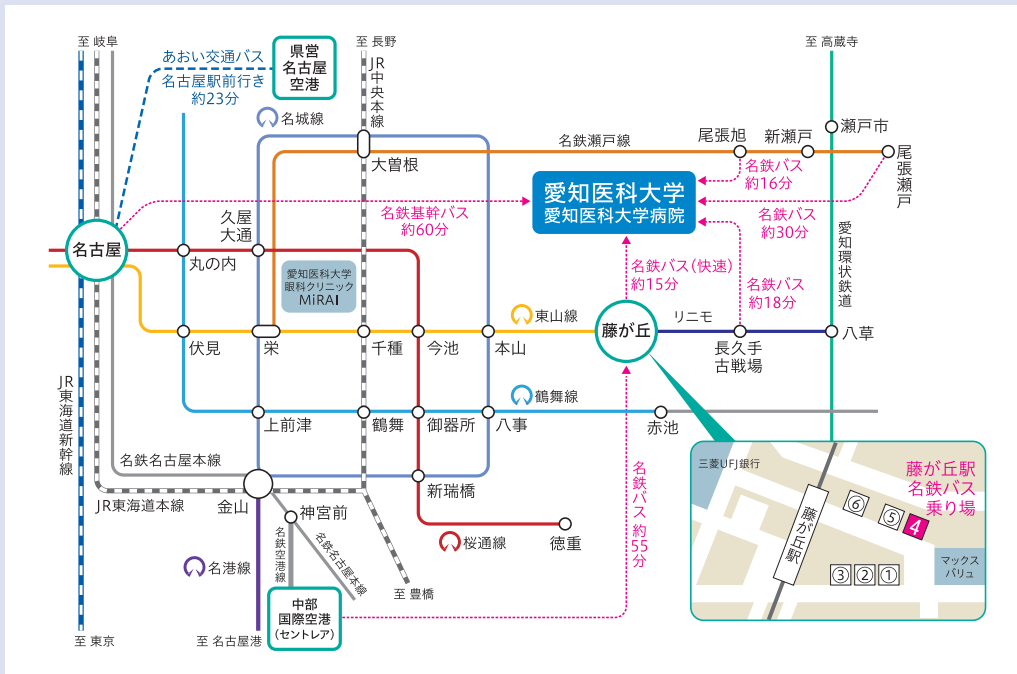 至 岐阜
至 長野
至 高蔵寺
あおい交通バス
名古屋駅前行き
約23分
県営
名古屋
空港
JR中央本線
名城線
大曽根
名鉄瀬戸線
尾張旭
新瀬戸
瀬戸市
尾張瀬戸
名鉄バス
約16分
愛知医科大学
愛知医科大学病院
名鉄基幹バス
約60分
名鉄バス
約30分
愛知環状鉄道
名古屋
丸の内
久屋
大通
愛知医科大学
眼科クリニック
MiRAI
名鉄バス(快速)
約15分
名鉄バス
約18分
東山線
藤が丘
リニモ
伏見
栄
千種
今池
本山
長久手
古戦場
八草
JR東海道新幹線
鶴舞線
上前津
鶴舞
御器所
八事
赤池
名鉄名古屋本線
JR東海道本線
金山
新瑞橋
名鉄バス 約55分
神宮前
名鉄空港線
名鉄名古屋本線
桜通線
徳重
名港線
至 豊橋
中部
国際空港
(セントレア)
至 東京
至 名古屋港
三菱UFJ銀行
藤が丘駅
名鉄バス
乗り場
藤が丘駅
⑥
⑤
4
マックス
バリュ
③
②
①